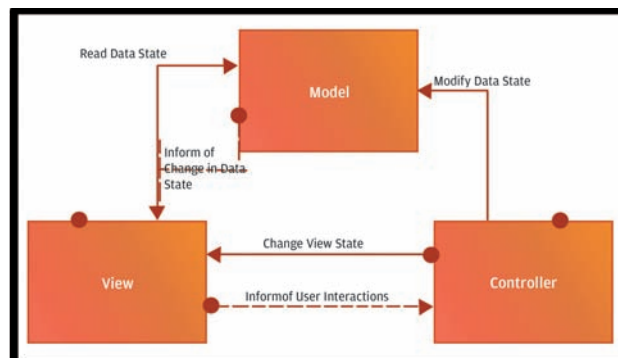 Read Data State
Model
Modify Data State
Inform of
Change in Data
State
Change View State
View
Controller
Informof User Interactions